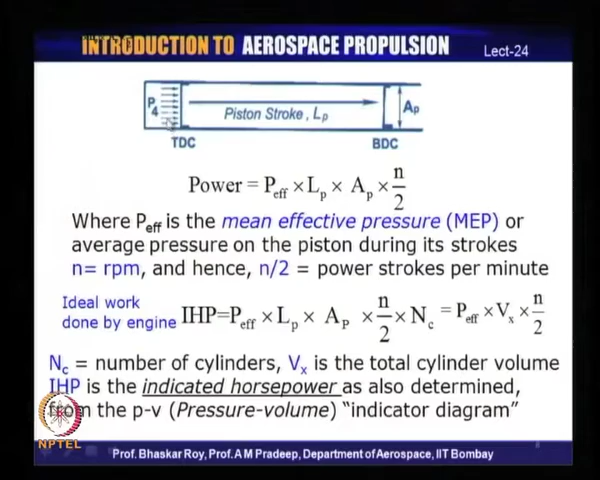 INTRODUCTION TO AEROSPACE PROPULSION
Lect-24
P4
Piston Stroke, Lp
Ap
TDC
BDC
Power = Peff × Lp × Ap × n/2
Where Peff is the mean effective pressure (MEP) or
average pressure on the piston during its strokes
n= rpm, and hence, n/2 = power strokes per minute
Ideal work
done by engine
IHP=Peff × Lp × AP × n/2 × Nc = Peff × Vx × n/2
Nc = number of cylinders, Vx is the total cylinder volume
IHP is the indicated horsepower as also determined,
from the p-v (Pressure-volume) “indicator diagram”
NPTEL
Prof. Bhaskar Roy, Prof.A M Pradeep, Department of Aerospace, IIT Bombay